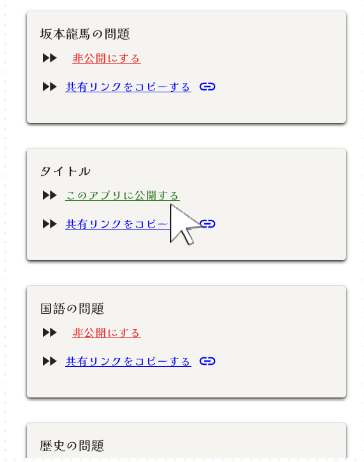 坂本龍馬の問題
非公開にする
共有リンクをコピーする
タイトル
このアプリに公開する
共有リンクをコピー
国語の問題
非公開にする
共有リンクをコピーする
歴史の問題